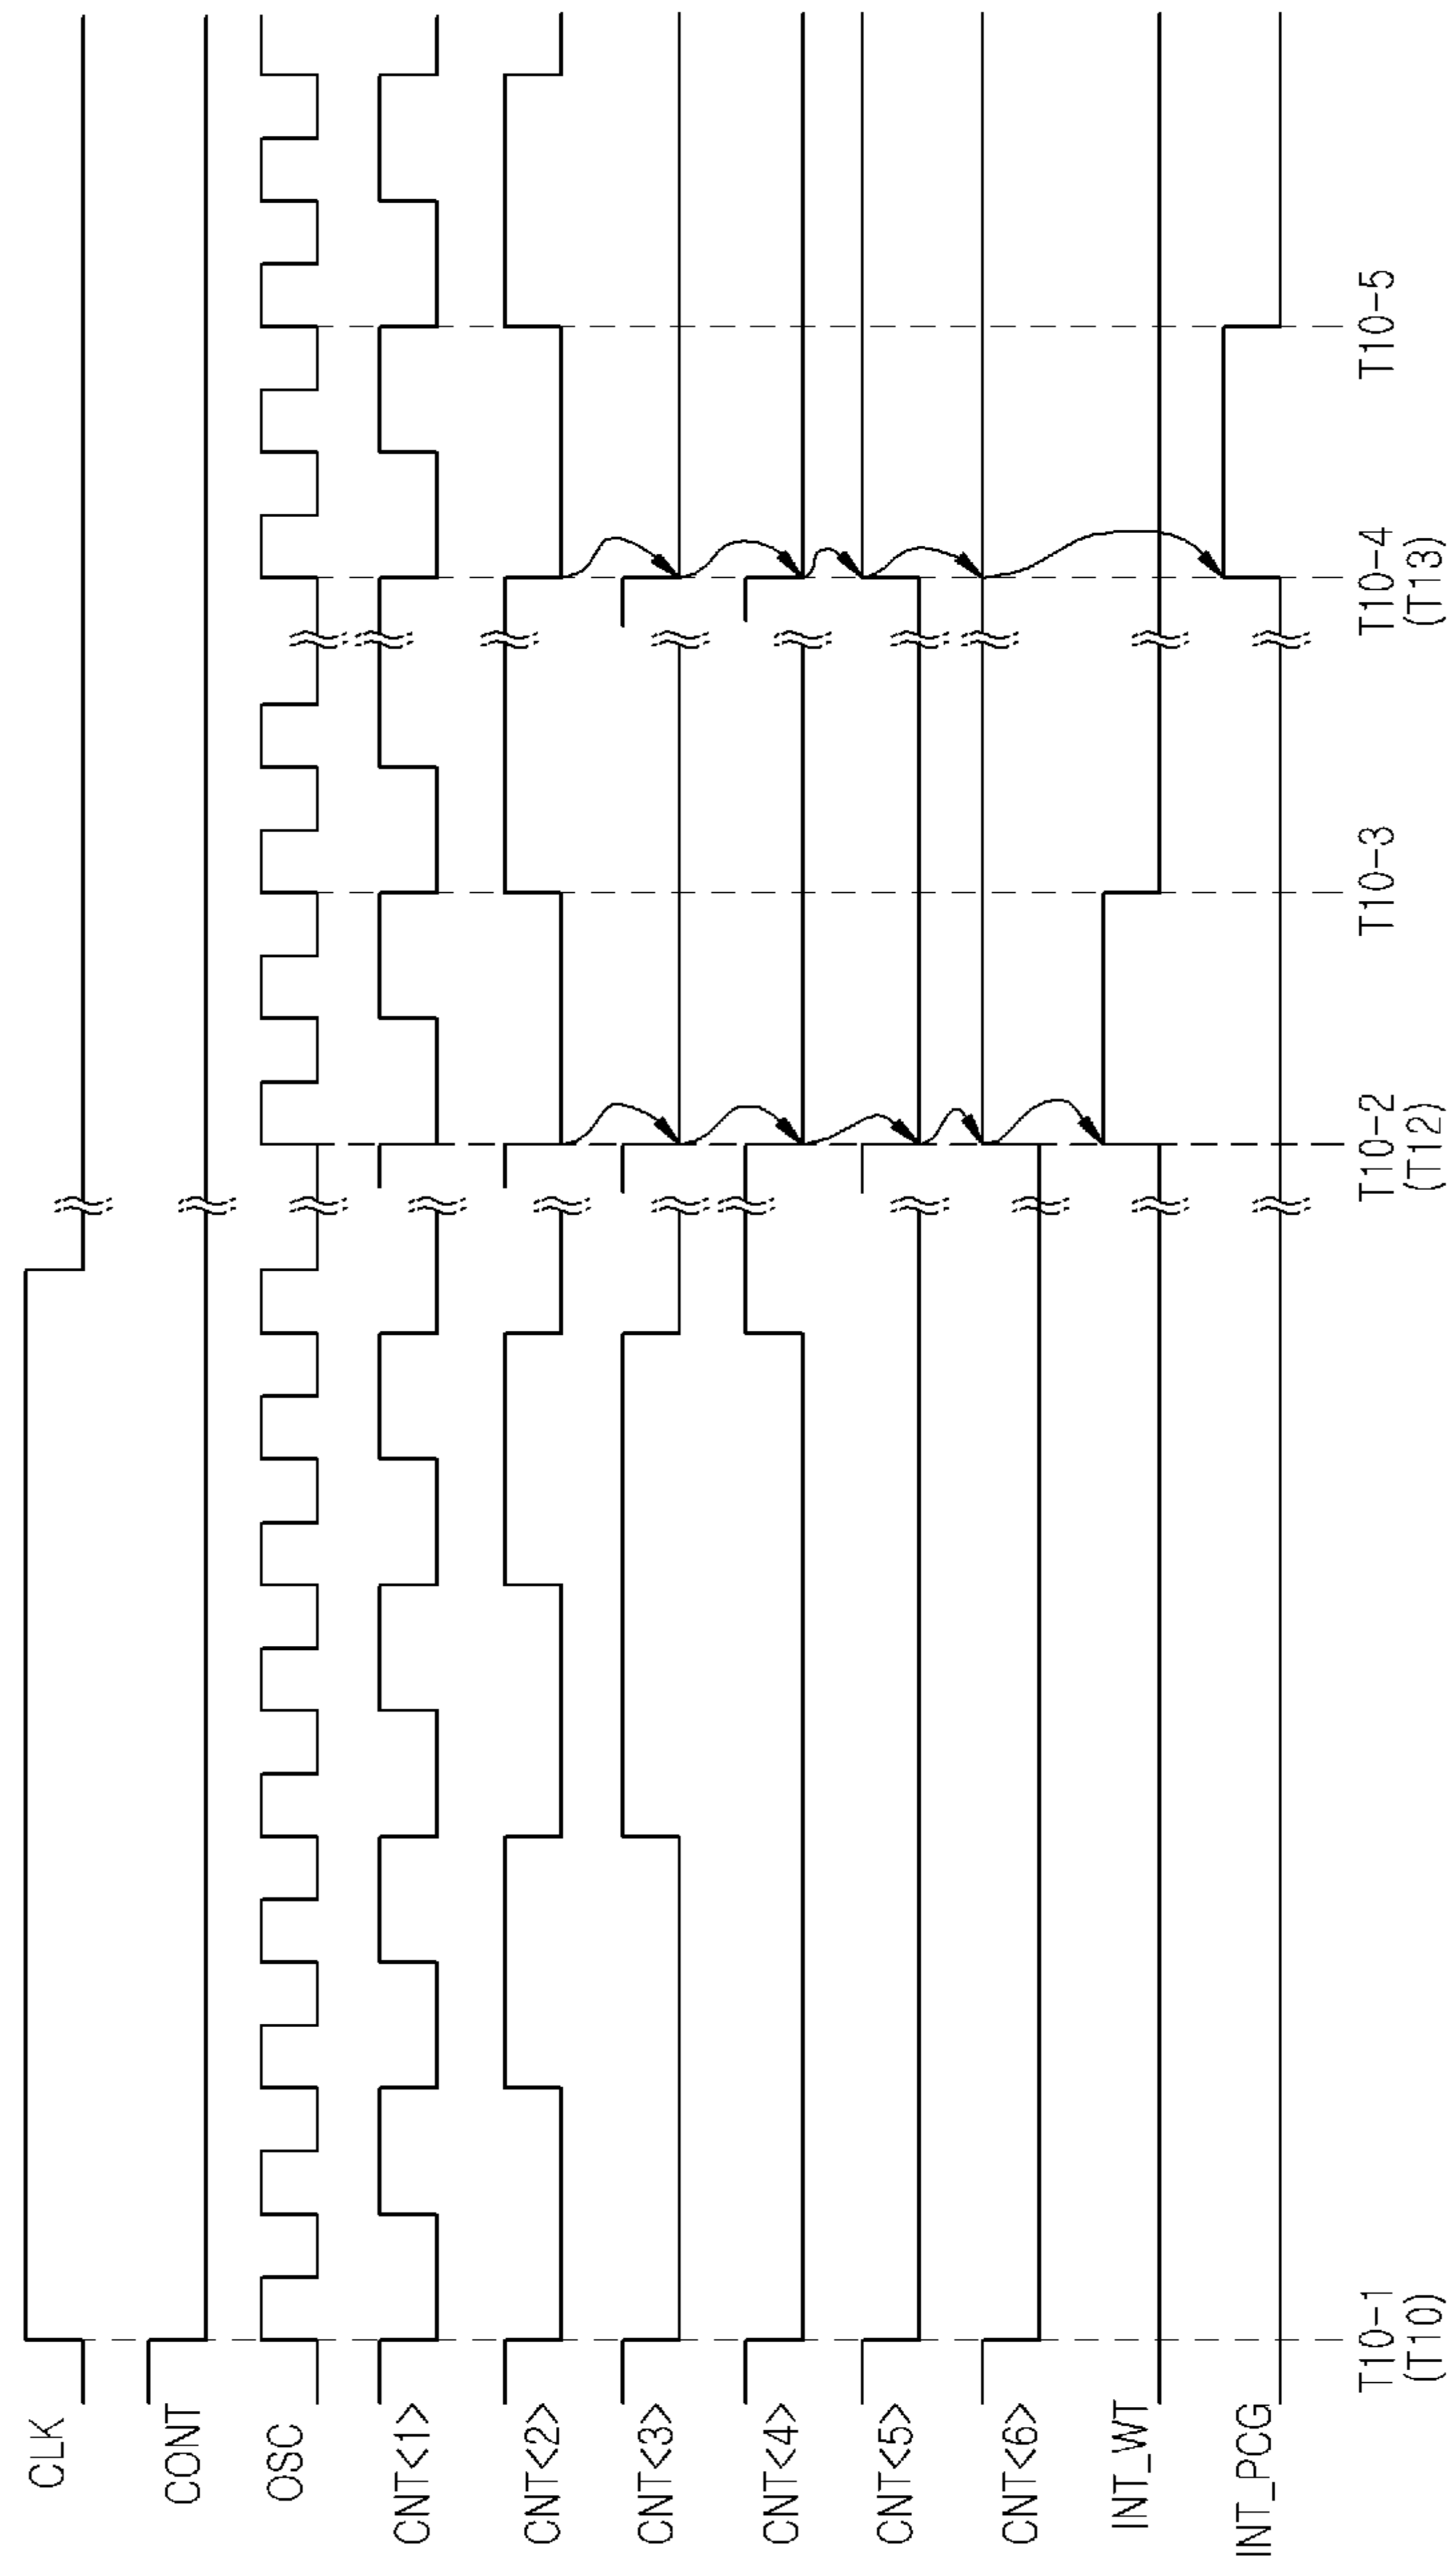 CLK
CONT
OSC
CNT<1>
CNT<2>
CNT<3>
CNT<4>
CNT<5>
CNT<6>
INT_WT
INT_PCG
T10-1
(T10)
T10-2
(T12)
T10-3
T10-4
(T13)
T10-5